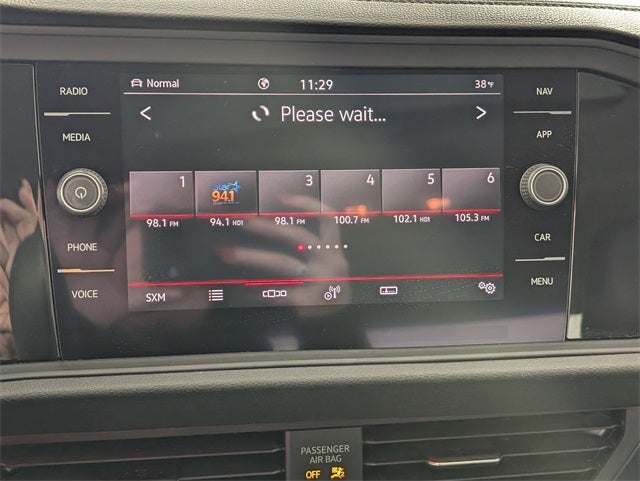 RADIO
MEDIA
PHONE
VOICE
Normal 11:29 38°F
< Please wait... >
1 3 4 5 6
Star 94.1
98.1 FM 94.1 HD1 98.1 FM 100.7 FM 102.1 HD1 105.3 FM
SXM
NAV
APP
CAR
MENU
PASSENGER
AIR BAG
OFF